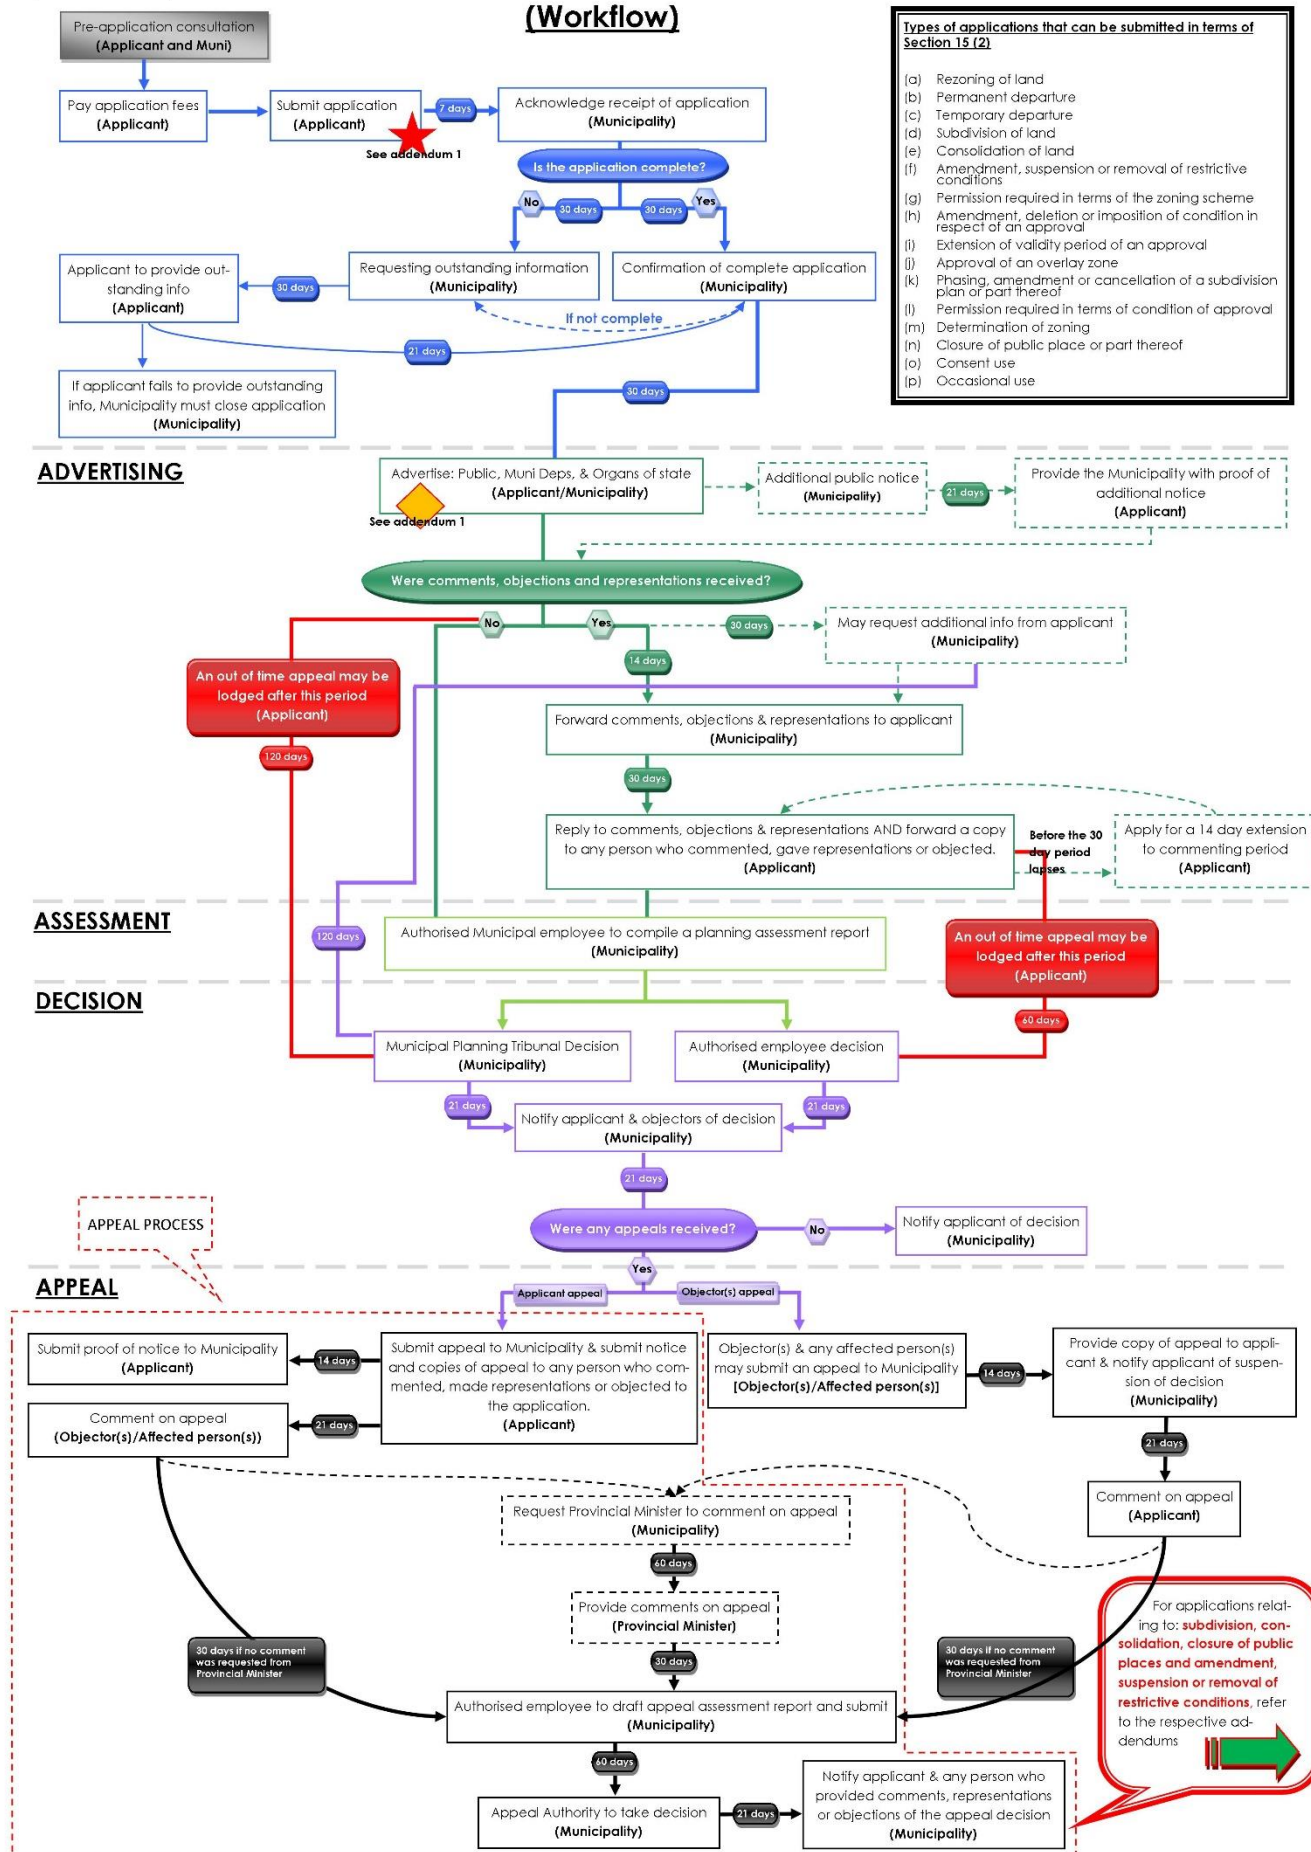 (Workflow)
Pre-application consultation
(Applicant and Muni)
Pay application fees
(Applicant)
Submit application
(Applicant)
See addendum 1
7 days
Acknowledge receipt of application
(Municipality)
Is the application complete?
No
30 days
30 days
Yes
Applicant to provide out-
standing info
(Applicant)
30 days
Requesting outstanding information
(Municipality)
Confirmation of complete application
(Municipality)
If not complete
21 days
If applicant fails to provide outstanding
info, Municipality must close application
(Municipality)
30 days
Types of applications that can be submitted in terms of
Section 15 (2)
(a) Rezoning of land
(b) Permanent departure
(c) Temporary departure
(d) Subdivision of land
(e) Consolidation of land
(f) Amendment, suspension or removal of restrictive
conditions
(g) Permission required in terms of the zoning scheme
(h) Amendment, deletion or imposition of condition in
respect of an approval
(i) Extension of validity period of an approval
(j) Approval of an overlay zone
(k) Phasing, amendment or cancellation of a subdivision
plan or part thereof
(l) Permission required in terms of condition of approval
(m) Determination of zoning
(n) Closure of public place or part thereof
(o) Consent use
(p) Occasional use
ADVERTISING
Advertise: Public, Muni Deps, & Organs of state
(Applicant/Municipality)
See addendum 1
Additional public notice
(Municipality)
21 days
Provide the Municipality with proof of
additional notice
(Applicant)
Were comments, objections and representations received?
No
Yes
30 days
May request additional info from applicant
(Municipality)
14 days
An out of time appeal may be
lodged after this period
(Applicant)
120 days
Forward comments, objections & representations to applicant
(Municipality)
30 days
Reply to comments, objections & representations AND forward a copy
to any person who commented, gave representations or objected.
(Applicant)
Before the 30
day period
lapses
Apply for a 14 day extension
to commenting period
(Applicant)
ASSESSMENT
120 days
Authorised Municipal employee to compile a planning assessment report
(Municipality)
An out of time appeal may be
lodged after this period
(Applicant)
60 days
DECISION
Municipal Planning Tribunal Decision
(Municipality)
Authorised employee decision
(Municipality)
21 days
21 days
Notify applicant & objectors of decision
(Municipality)
21 days
APPEAL PROCESS
Were any appeals received?
No
Notify applicant of decision
(Municipality)
Yes
APPEAL
Applicant appeal
Objector(s) appeal
Submit proof of notice to Municipality
(Applicant)
14 days
Submit appeal to Municipality & submit notice
and copies of appeal to any person who com-
mented, made representations or objected to
the application.
(Applicant)
Objector(s) & any affected person(s)
may submit an appeal to Municipality
[Objector(s)/Affected person(s)]
14 days
Provide copy of appeal to appli-
cant & notify applicant of suspen-
sion of decision
(Municipality)
Comment on appeal
(Objector(s)/Affected person(s))
21 days
21 days
Comment on appeal
(Applicant)
Request Provincial Minister to comment on appeal
(Municipality)
60 days
Provide comments on appeal
(Provincial Minister)
30 days
30 days if no comment
was requested from
Provincial Minister
30 days if no comment
was requested from
Provincial Minister
For applications relat-
ing to: subdivision, con-
solidation, closure of public
places and amendment,
suspension or removal of
restrictive conditions, refer
to the respective ad-
dendums
Authorised employee to draft appeal assessment report and submit
(Municipality)
60 days
Appeal Authority to take decision
(Municipality)
21 days
Notify applicant & any person who
provided comments, representations
or objections of the appeal decision
(Municipality)